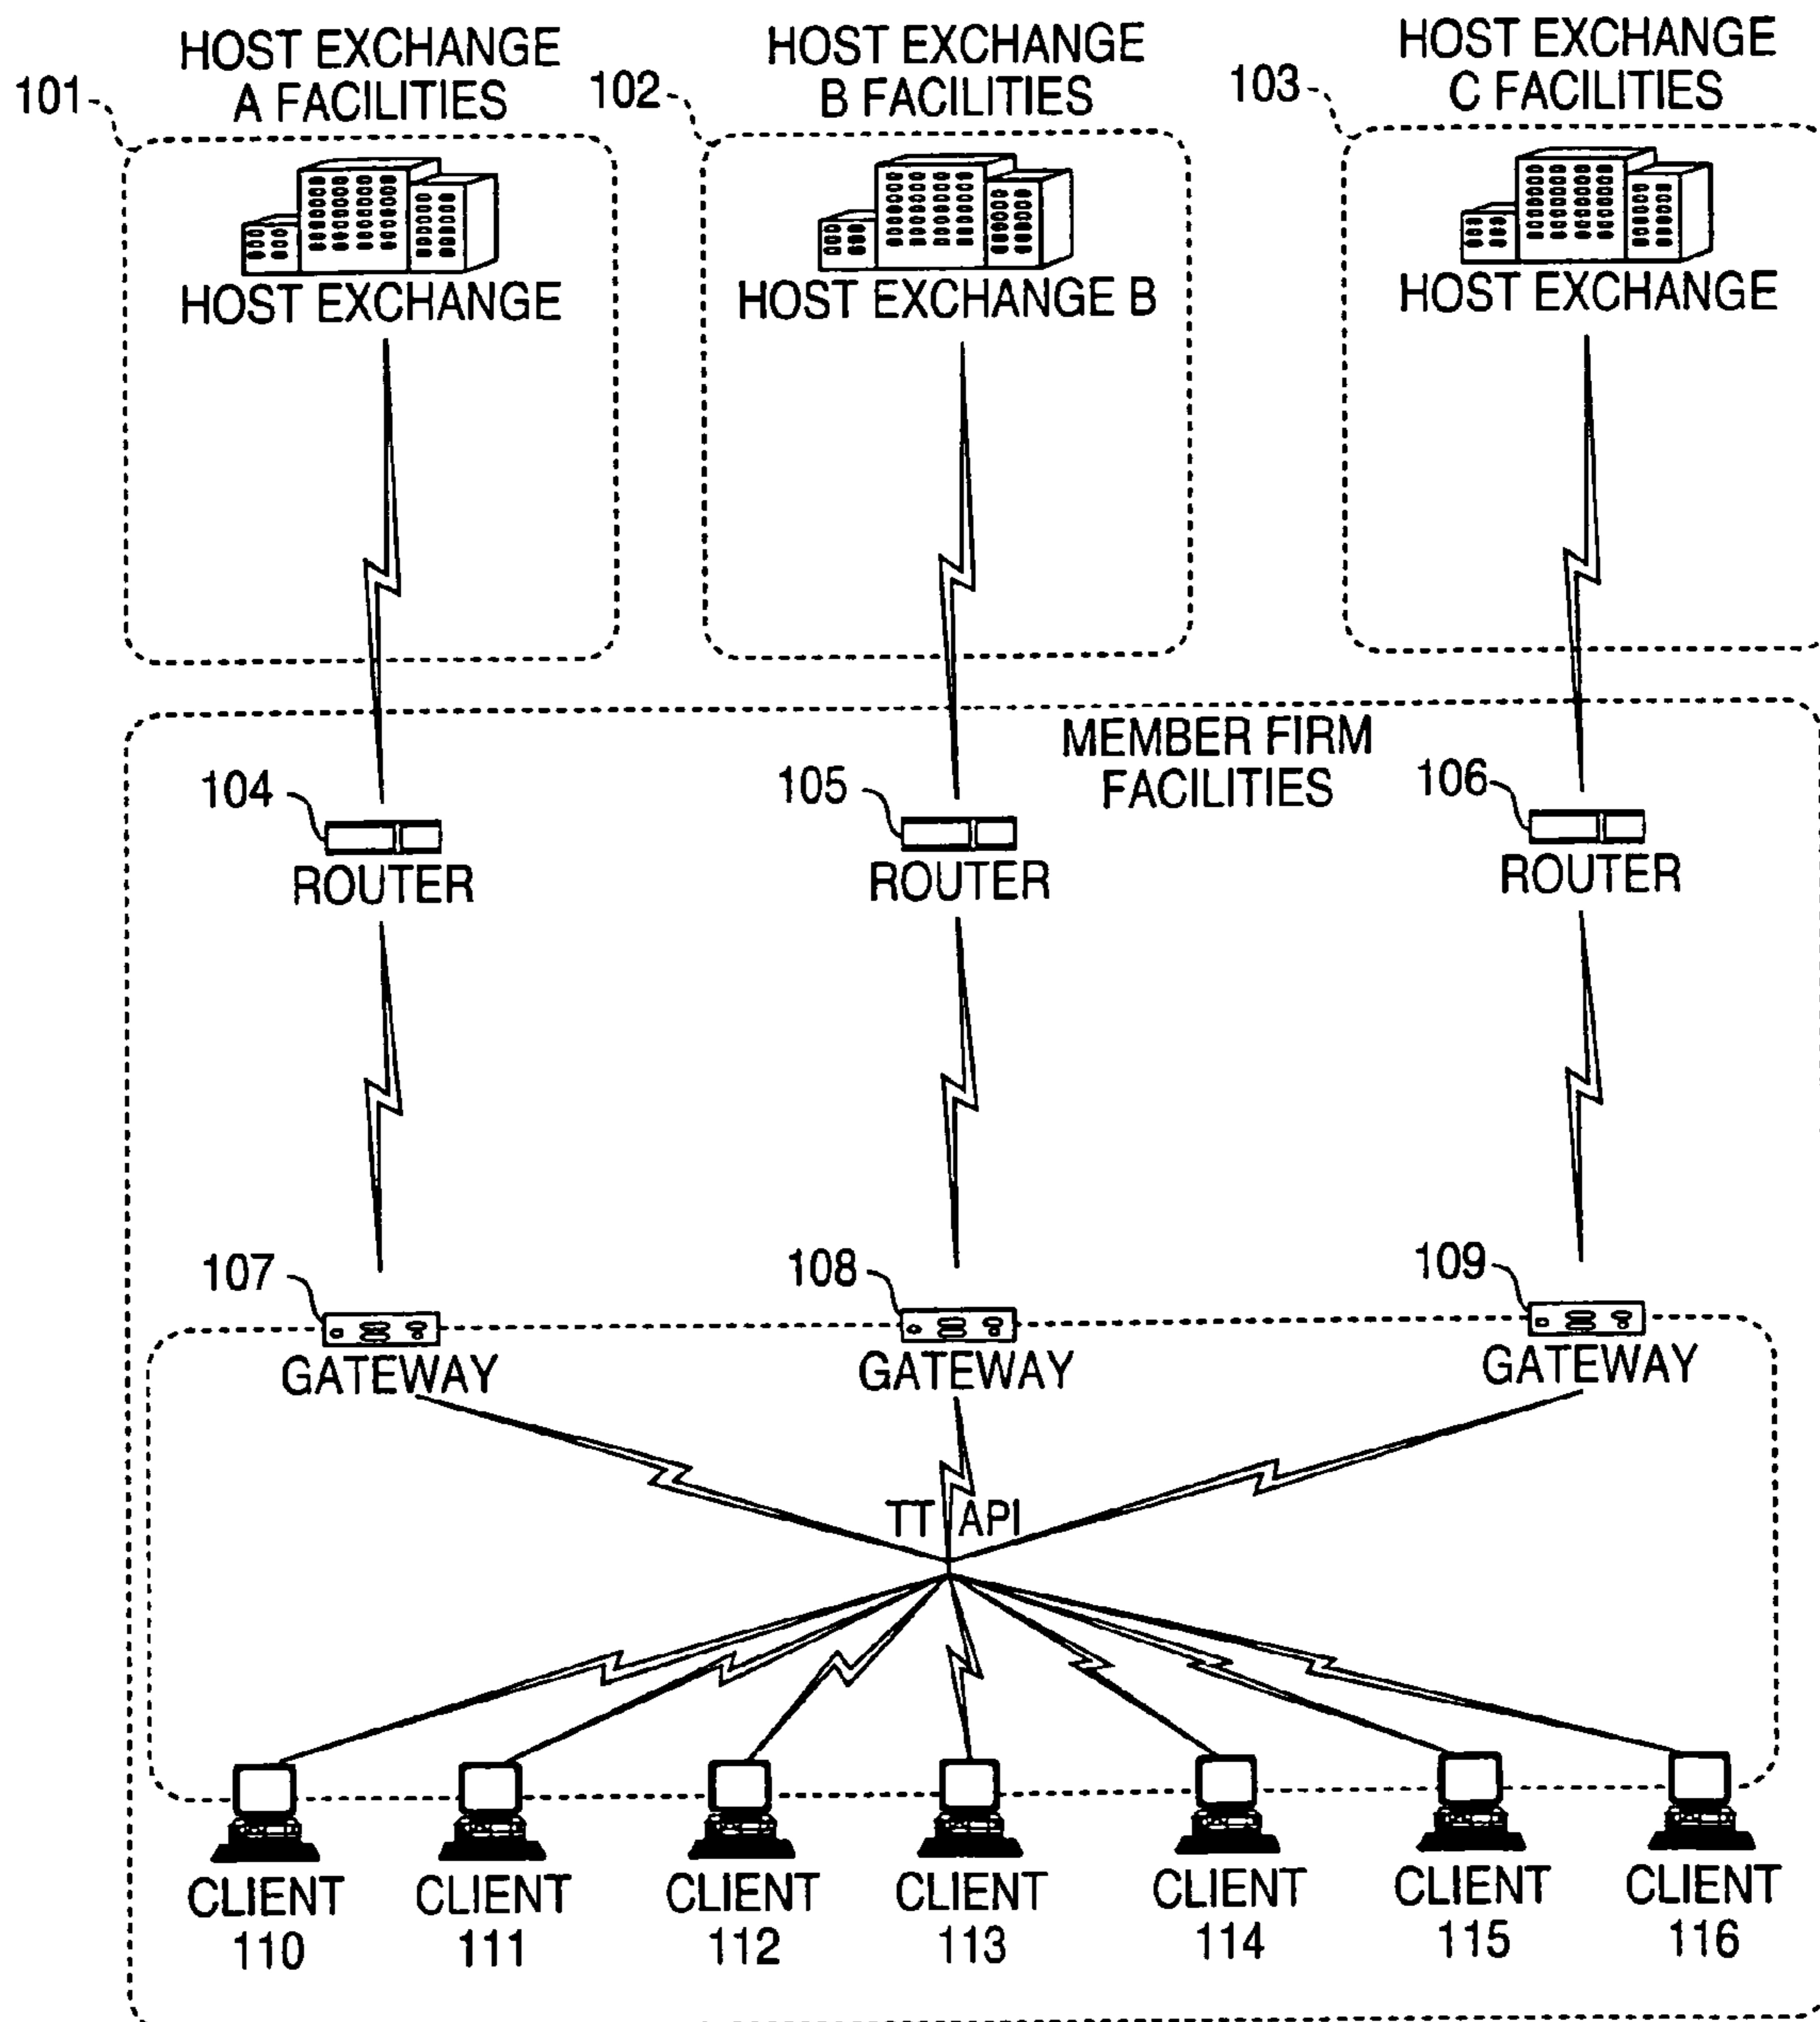 HOST EXCHANGE
A FACILITIES
101
HOST EXCHANGE
B FACILITIES
102
HOST EXCHANGE
C FACILITIES
103
HOST EXCHANGE
HOST EXCHANGE B
HOST EXCHANGE
MEMBER FIRM
FACILITIES
104
ROUTER
105
ROUTER
106
ROUTER
107
GATEWAY
108
GATEWAY
109
GATEWAY
TT API
CLIENT
110
CLIENT
111
CLIENT
112
CLIENT
113
CLIENT
114
CLIENT
115
CLIENT
116